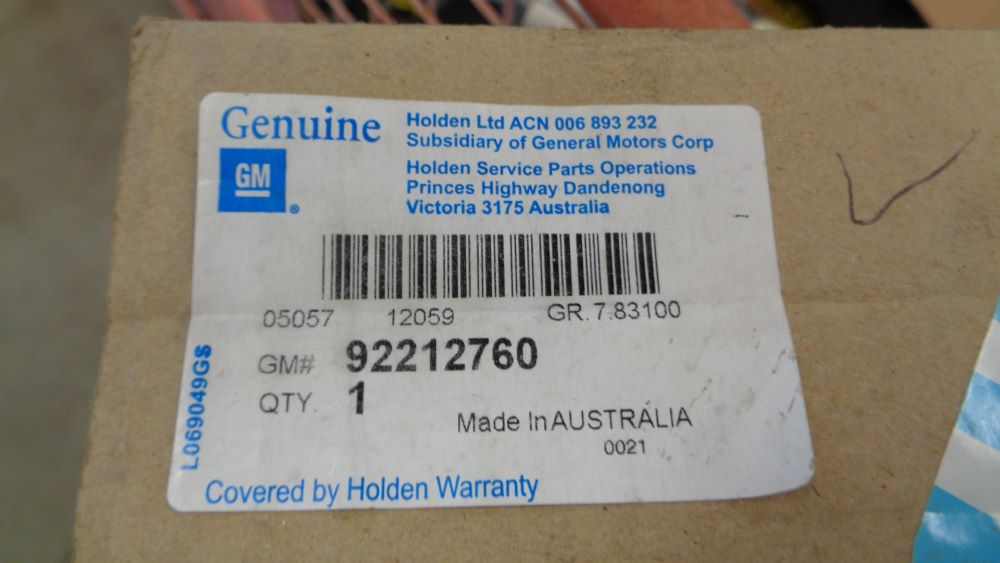 Genuine
GM
®
Holden Ltd ACN 006 893 232
Subsidiary of General Motors Corp
Holden Service Parts Operations
Princes Highway Dandenong
Victoria 3175 Australia
05057 12059 GR.7.83100
GM# 92212760
QTY. 1
Made In AUSTRALIA
0021
L069049GS
Covered by Holden Warranty